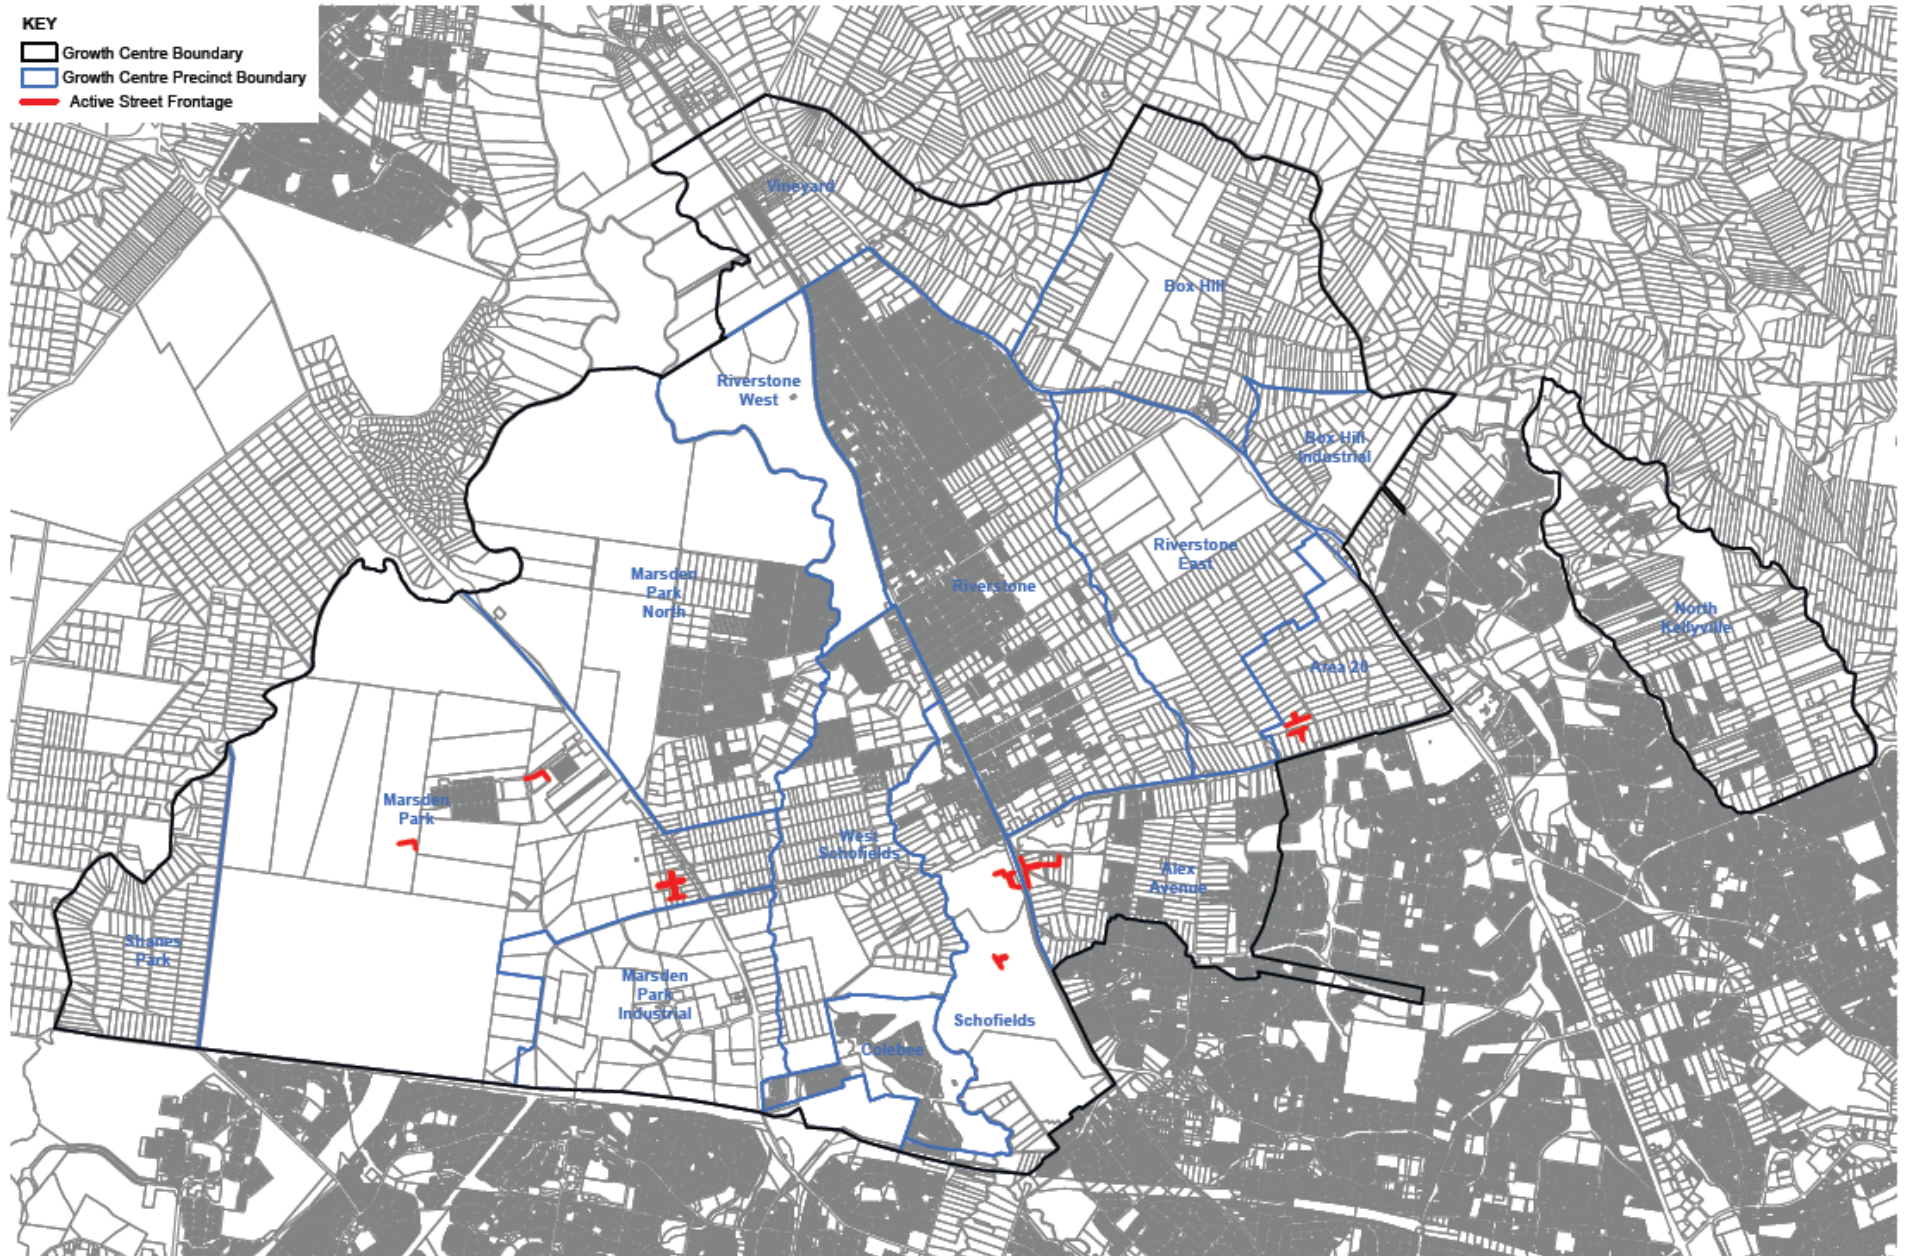 KEY
Growth Centre Boundary
Growth Centre Precinct Boundary
Active Street Frontage
Vineyard
Box Hill
Riverstone
West
Box Hill
Industrial
Riverstone
East
Marsden
Park
North
Riverstone
North
Kellyville
Area 20
Marsden
Park
West
Schofields
Alex
Avenue
Shanes
Park
Marsden
Park
Industrial
Schofields
Colebee